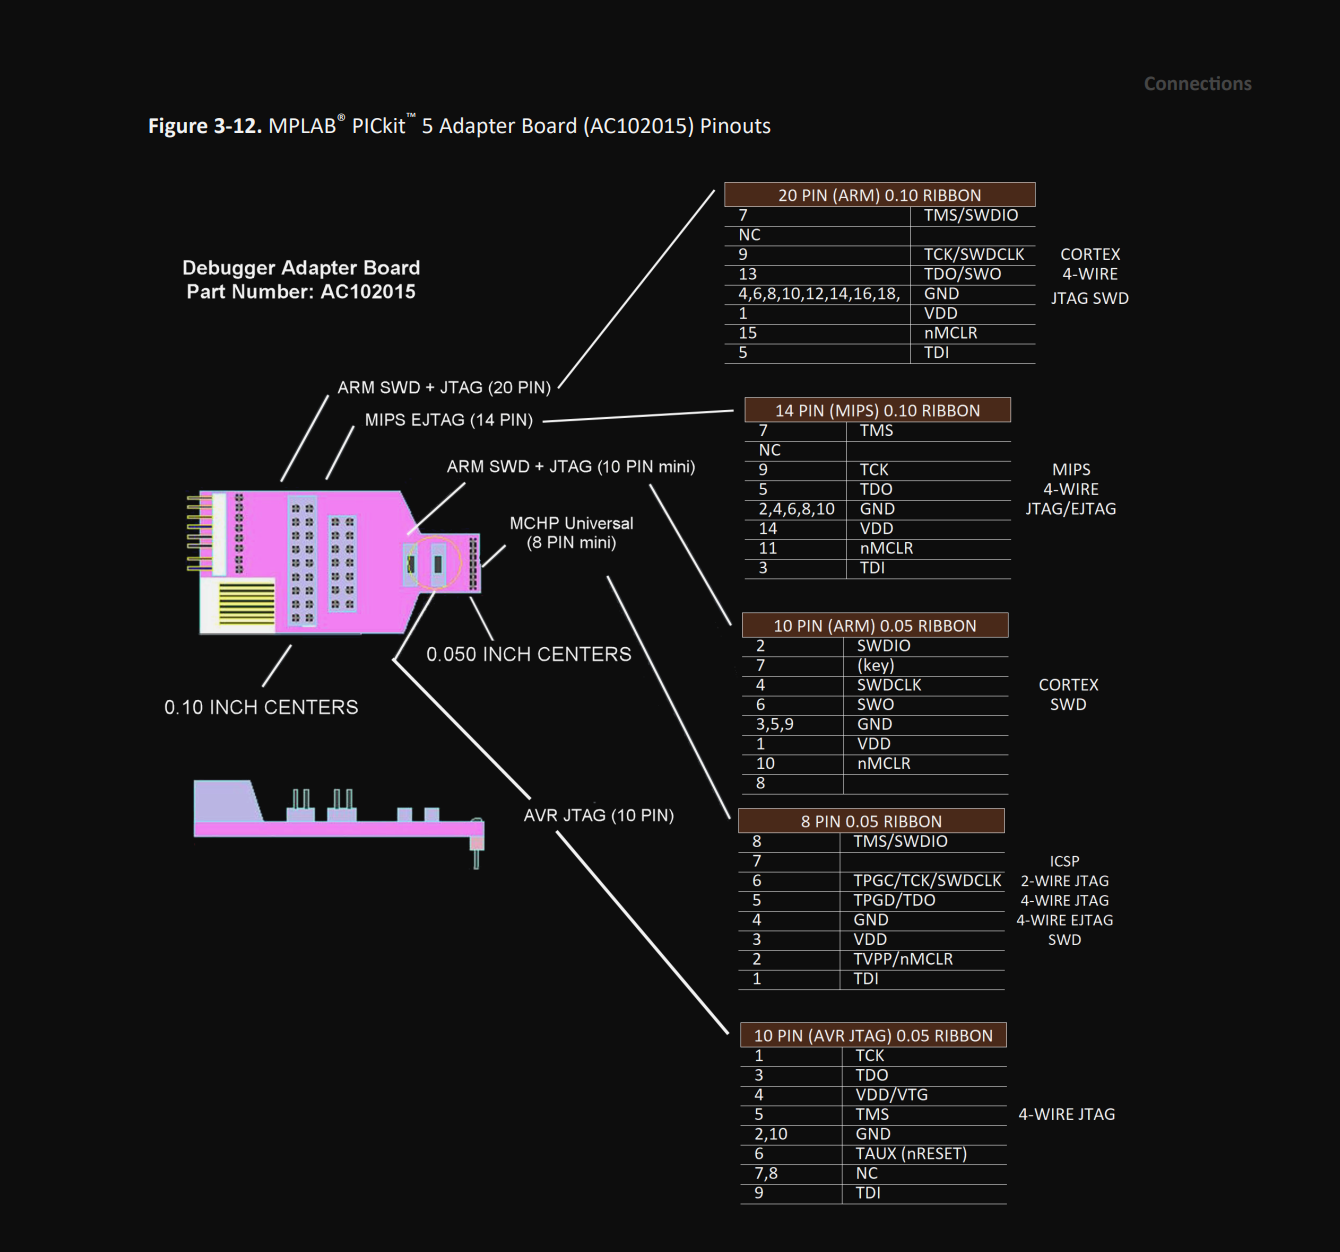 Connections
Figure 3-12. MPLAB® PICkit™ 5 Adapter Board (AC102015) Pinouts
Debugger Adapter Board
Part Number: AC102015
ARM SWD + JTAG (20 PIN)
MIPS EJTAG (14 PIN)
ARM SWD + JTAG (10 PIN mini)
MCHP Universal
(8 PIN mini)
0.050 INCH CENTERS
0.10 INCH CENTERS
AVR JTAG (10 PIN)
20 PIN (ARM) 0.10 RIBBON
7 TMS/SWDIO
NC
9 TCK/SWDCLK
13 TDO/SWO
4,6,8,10,12,14,16,18, GND
1 VDD
15 nMCLR
5 TDI
CORTEX
4-WIRE
JTAG SWD
14 PIN (MIPS) 0.10 RIBBON
7 TMS
NC
9 TCK
5 TDO
2,4,6,8,10 GND
14 VDD
11 nMCLR
3 TDI
MIPS
4-WIRE
JTAG/EJTAG
10 PIN (ARM) 0.05 RIBBON
2 SWDIO
7 (key)
4 SWDCLK
6 SWO
3,5,9 GND
1 VDD
10 nMCLR
8
CORTEX
SWD
8 PIN 0.05 RIBBON
8 TMS/SWDIO
7
6 TPGC/TCK/SWDCLK
5 TPGD/TDO
4 GND
3 VDD
2 TVPP/nMCLR
1 TDI
ICSP
2-WIRE JTAG
4-WIRE JTAG
4-WIRE EJTAG
SWD
10 PIN (AVR JTAG) 0.05 RIBBON
1 TCK
3 TDO
4 VDD/VTG
5 TMS
2,10 GND
6 TAUX (nRESET)
7,8 NC
9 TDI
4-WIRE JTAG